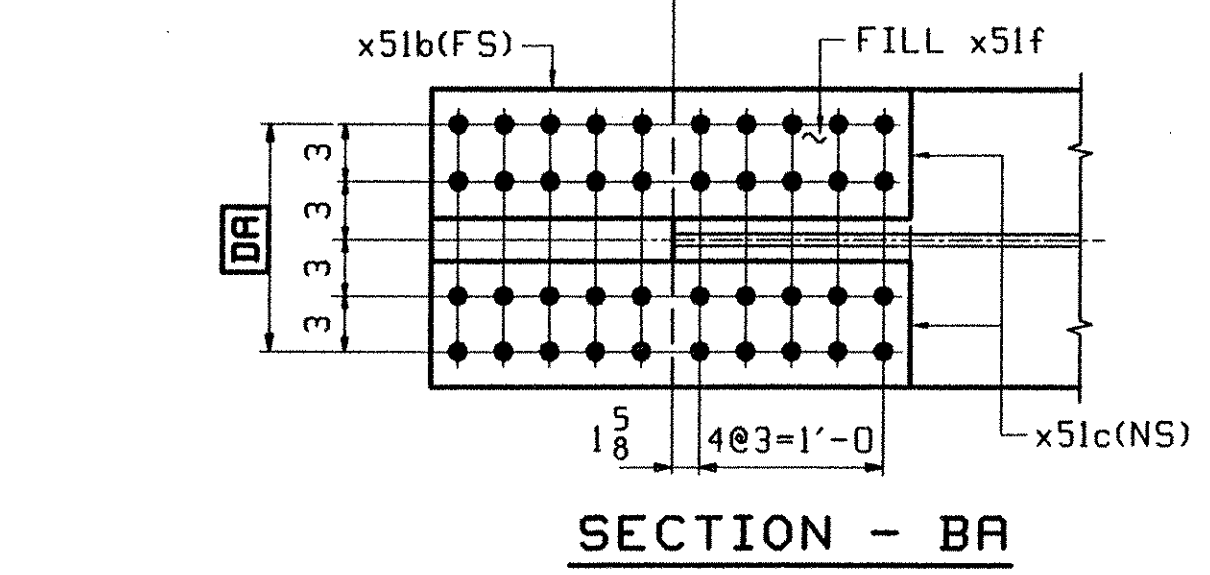 x51b(FS)
FILL x51f
3
3
3
3
DA
1 5/8
4@3=1'-0
x51c(NS)
SECTION - BA